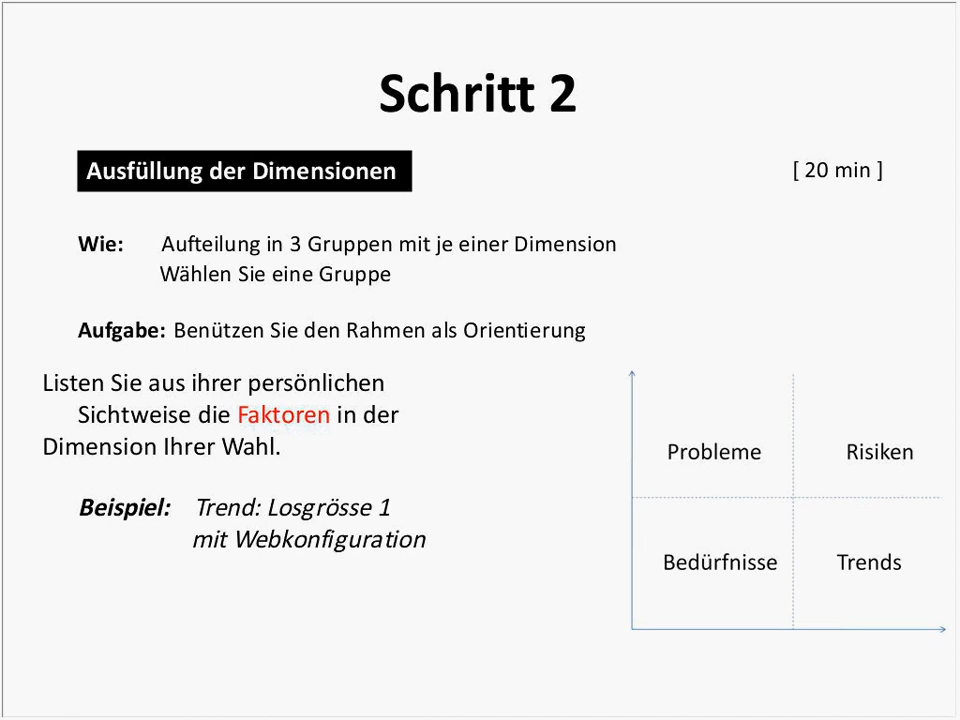 Schritt 2
Ausfüllung der Dimensionen
[ 20 min ]
Wie: Aufteilung in 3 Gruppen mit je einer Dimension
Wählen Sie eine Gruppe
Aufgabe: Benützen Sie den Rahmen als Orientierung
Listen Sie aus ihrer persönlichen
Sichtweise die Faktoren in der
Dimension Ihrer Wahl.
Beispiel: Trend: Losgrösse 1
mit Webkonfiguration
Probleme Risiken
Bedürfnisse Trends